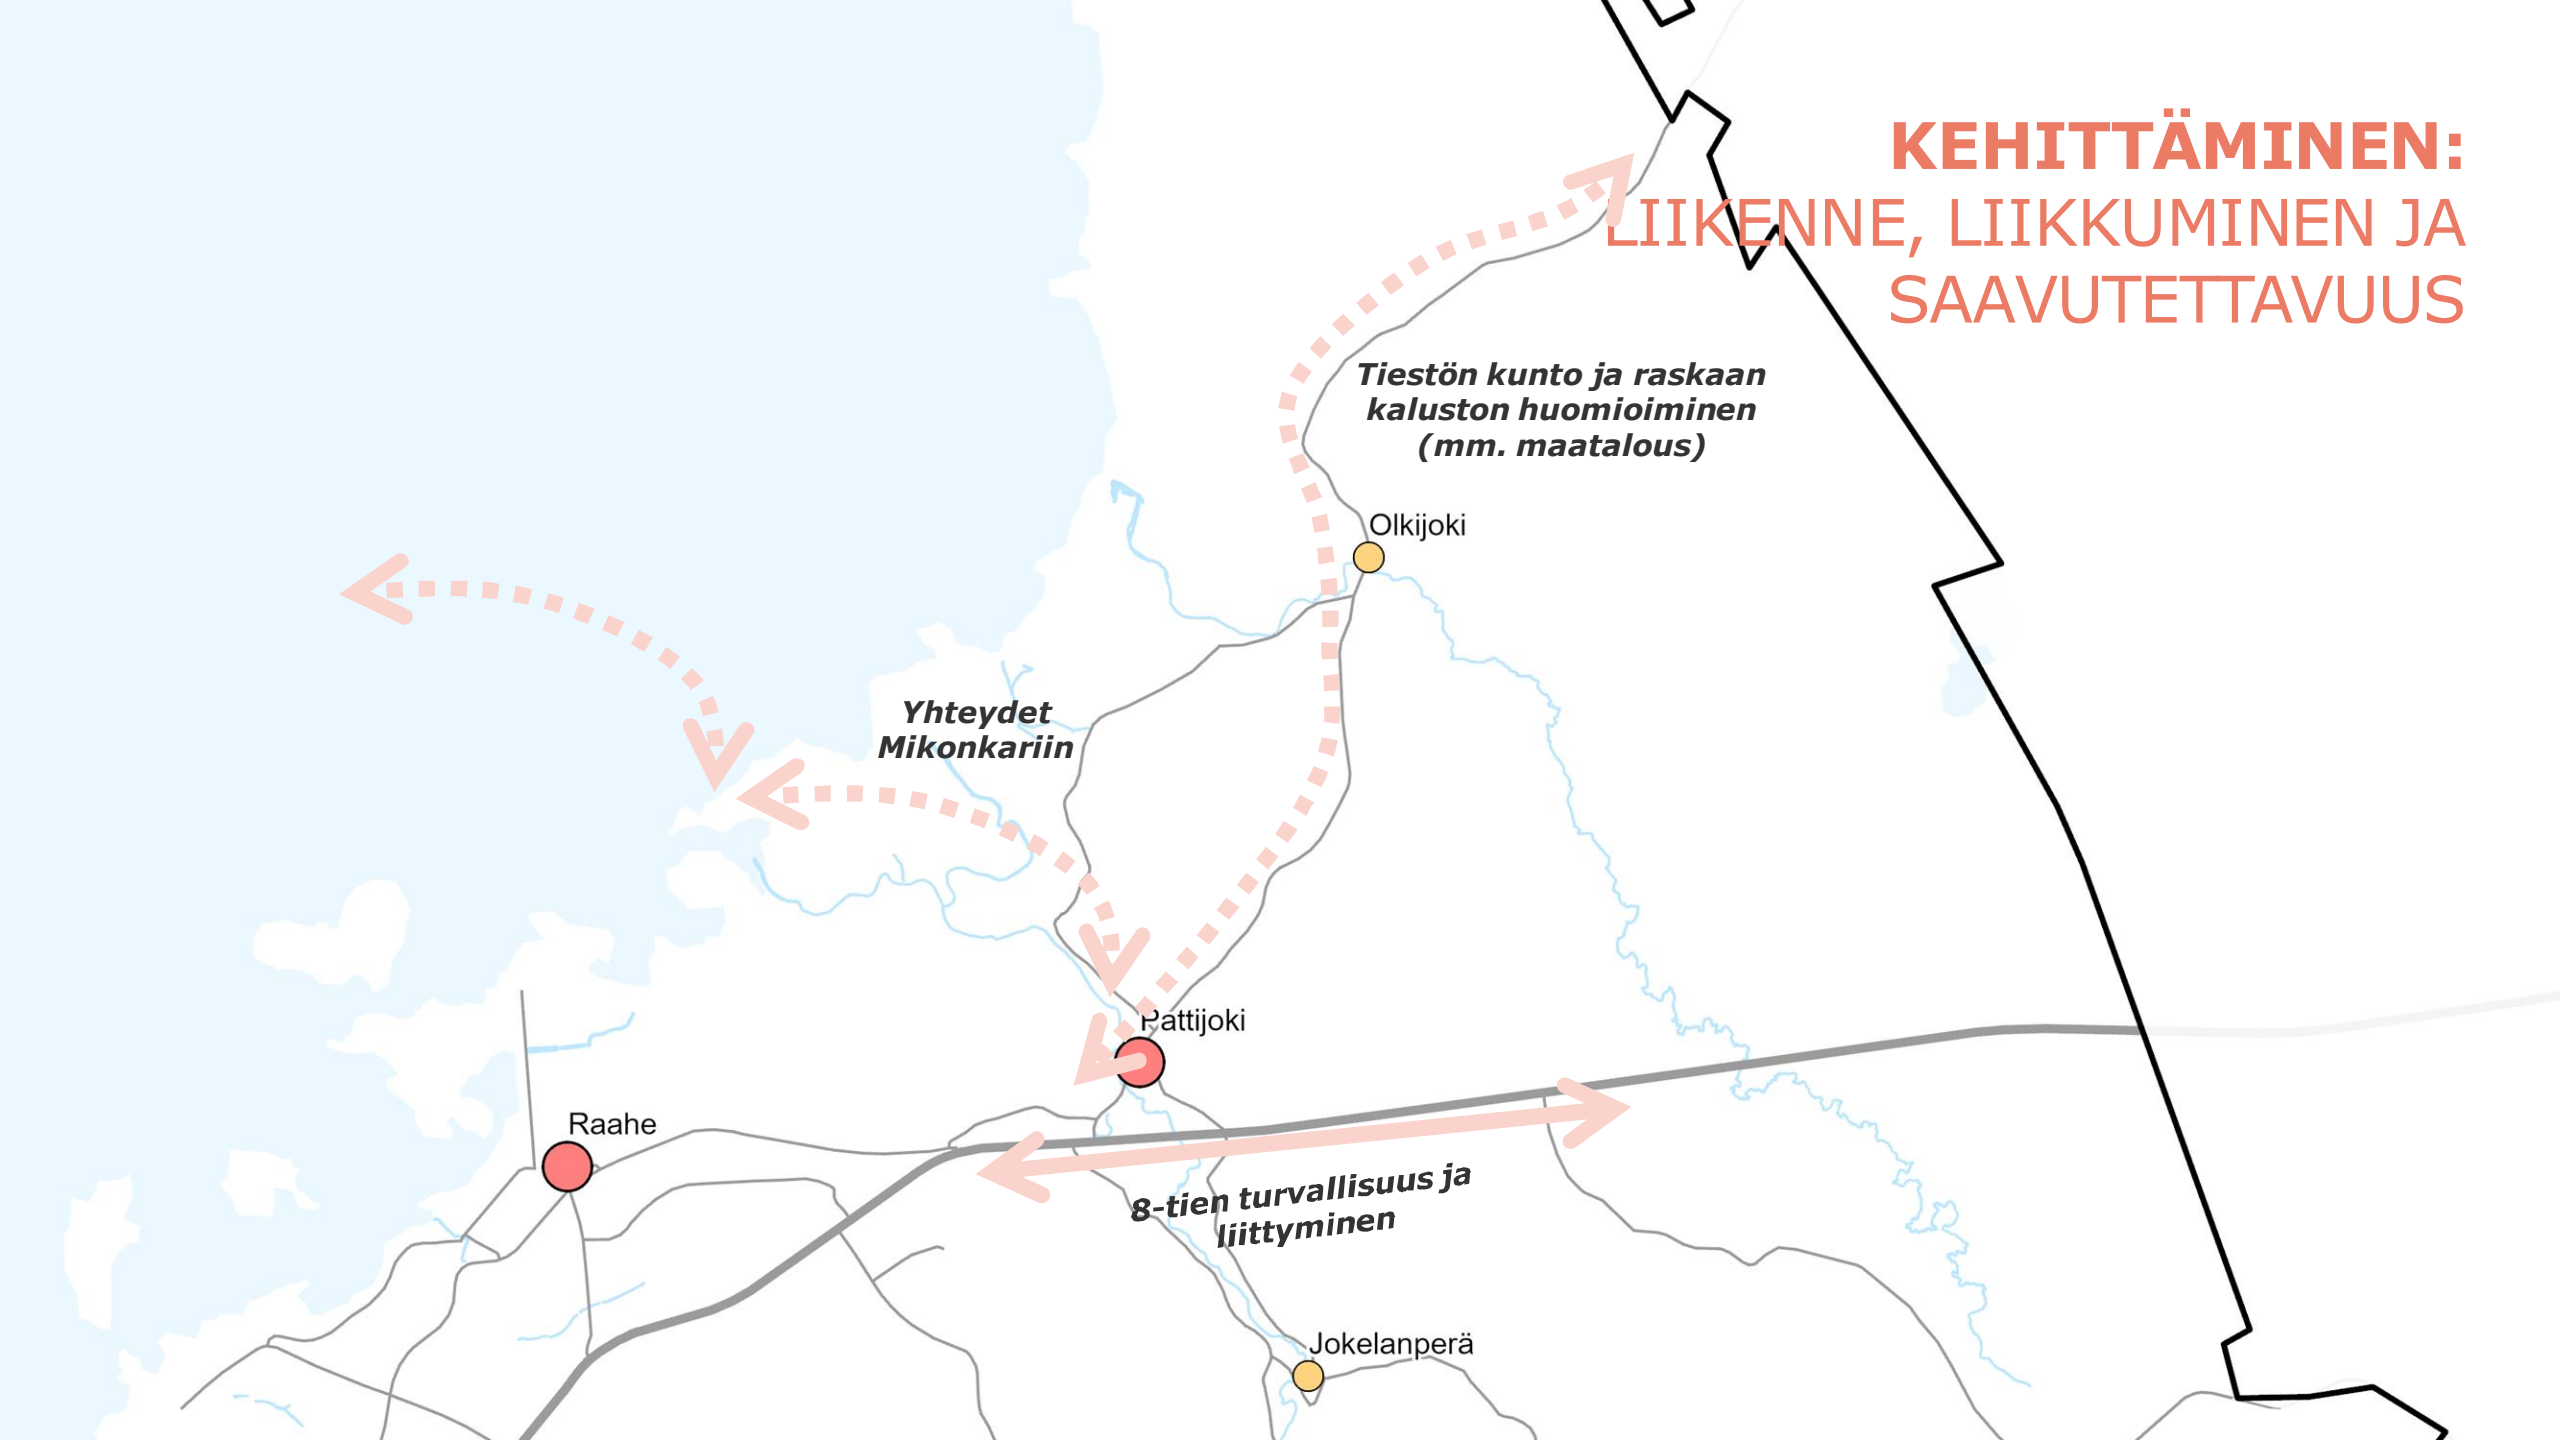 KEHITTÄMINEN:
LIIKENNE, LIIKKUMINEN JA
SAAVUTETTAVUUS
Tiestön kunto ja raskaan
kaluston huomioiminen
(mm. maatalous)
Olkijoki
Yhteydet
Mikonkariin
Pattijoki
Raahe
8-tien turvallisuus ja
liittyminen
Jokelanperä